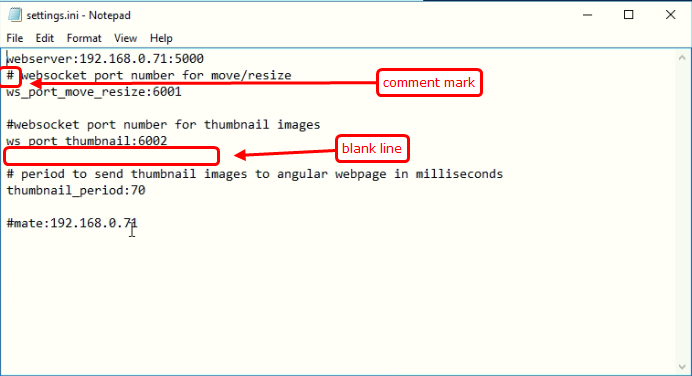 settings.ini - Notepad
File Edit Format View Help
webserver:192.168.0.71:5000
# websocket port number for move/resize
comment mark
ws_port_move_resize:6001
#websocket port number for thumbnail images
ws_port_thumbnail:6002
blank line
# period to send thumbnail images to angular webpage in milliseconds
thumbnail_period:70
#mate:192.168.0.71